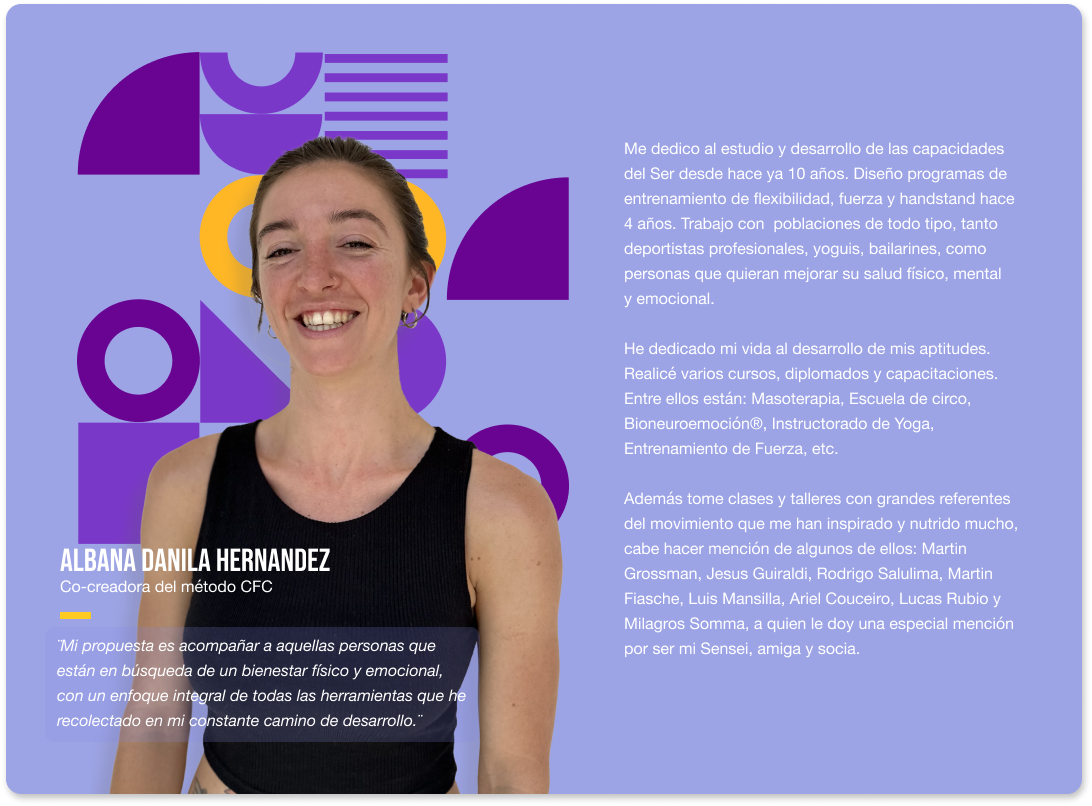 Me dedico al estudio y desarrollo de las capacidades
del Ser desde hace ya 10 años. Diseño programas de
entrenamiento de flexibilidad, fuerza y handstand hace
4 años. Trabajo con  poblaciones de todo tipo, tanto
deportistas profesionales, yoguis, bailarines, como
personas que quieran mejorar su salud físico, mental
y emocional.
He dedicado mi vida al desarrollo de mis aptitudes.
Realicé varios cursos, diplomados y capacitaciones.
Entre ellos están: Masoterapia, Escuela de circo,
Bioneuroemoción®, Instructorado de Yoga,
Entrenamiento de Fuerza, etc.
Además tome clases y talleres con grandes referentes
del movimiento que me han inspirado y nutrido mucho,
cabe hacer mención de algunos de ellos: Martin
Grossman, Jesus Guiraldi, Rodrigo Salulima, Martin
Fiasche, Luis Mansilla, Ariel Couceiro, Lucas Rubio y
Milagros Somma, a quien le doy una especial mención
por ser mi Sensei, amiga y socia.
ALBANA DANILA HERNANDEZ
Co-creadora del método CFC
¨Mi propuesta es acompañar a aquellas personas que
están en búsqueda de un bienestar físico y emocional,
con un enfoque integral de todas las herramientas que he
recolectado en mi constante camino de desarrollo.¨